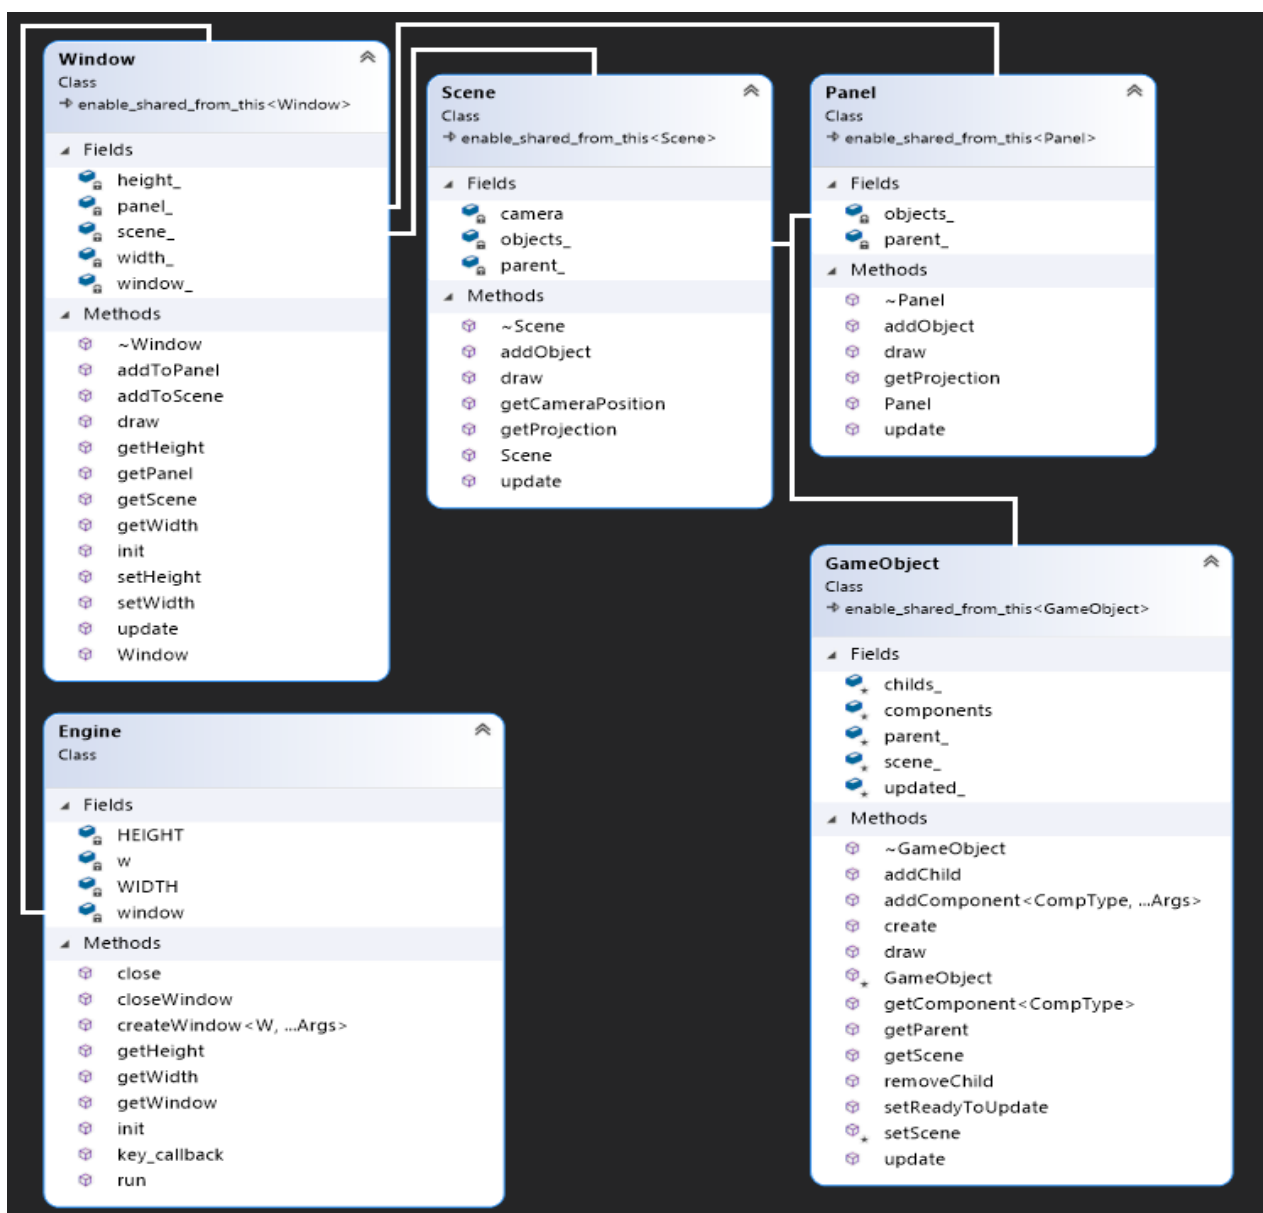 Window
Class
enable_shared_from_this<Window>
Fields
height_
panel_
scene_
width_
window_
Methods
~Window
addToPanel
addToScene
draw
getHeight
getPanel
getScene
getWidth
init
setHeight
setWidth
update
Window
Scene
Class
enable_shared_from_this<Scene>
Fields
camera
objects_
parent_
Methods
~Scene
addObject
draw
getCameraPosition
getProjection
Scene
update
Panel
Class
enable_shared_from_this<Panel>
Fields
objects_
parent_
Methods
~Panel
addObject
draw
getProjection
Panel
update
Engine
Class
Fields
HEIGHT
w
WIDTH
window
Methods
close
closeWindow
createWindow<W, ...Args>
getHeight
getWidth
getWindow
init
key_callback
run
GameObject
Class
enable_shared_from_this<GameObject>
Fields
childs_
components
parent_
scene_
updated_
Methods
~GameObject
addChild
addComponent<CompType, ...Args>
create
draw
GameObject
getComponent<CompType>
getParent
getScene
removeChild
setReadyToUpdate
setScene
update